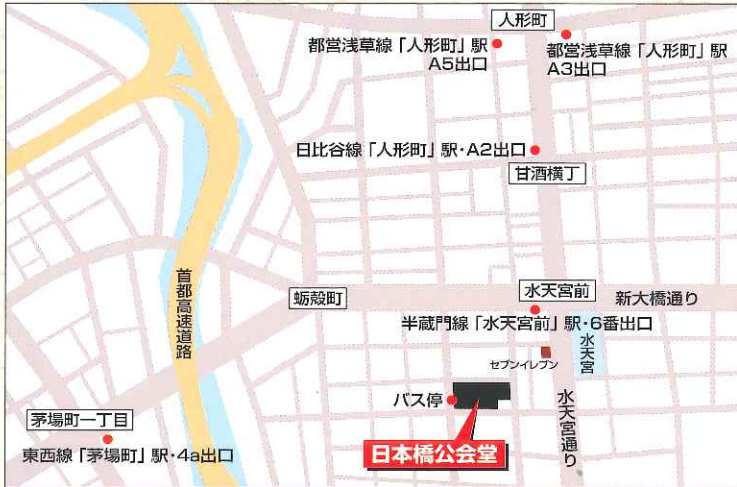 人形町
都営浅草線「人形町」駅
A5出口
都営浅草線「人形町」駅
A3出口
日比谷線「人形町」駅・A2出口
甘酒横丁
首都高速道路
蛎殻町
水天宮前
新大橋通り
半蔵門線「水天宮前」駅・6番出口
水天宮
セブンイレブン
バス停
水天宮通り
茅場町一丁目
日本橋公会堂
東西線「茅場町」駅・4a出口